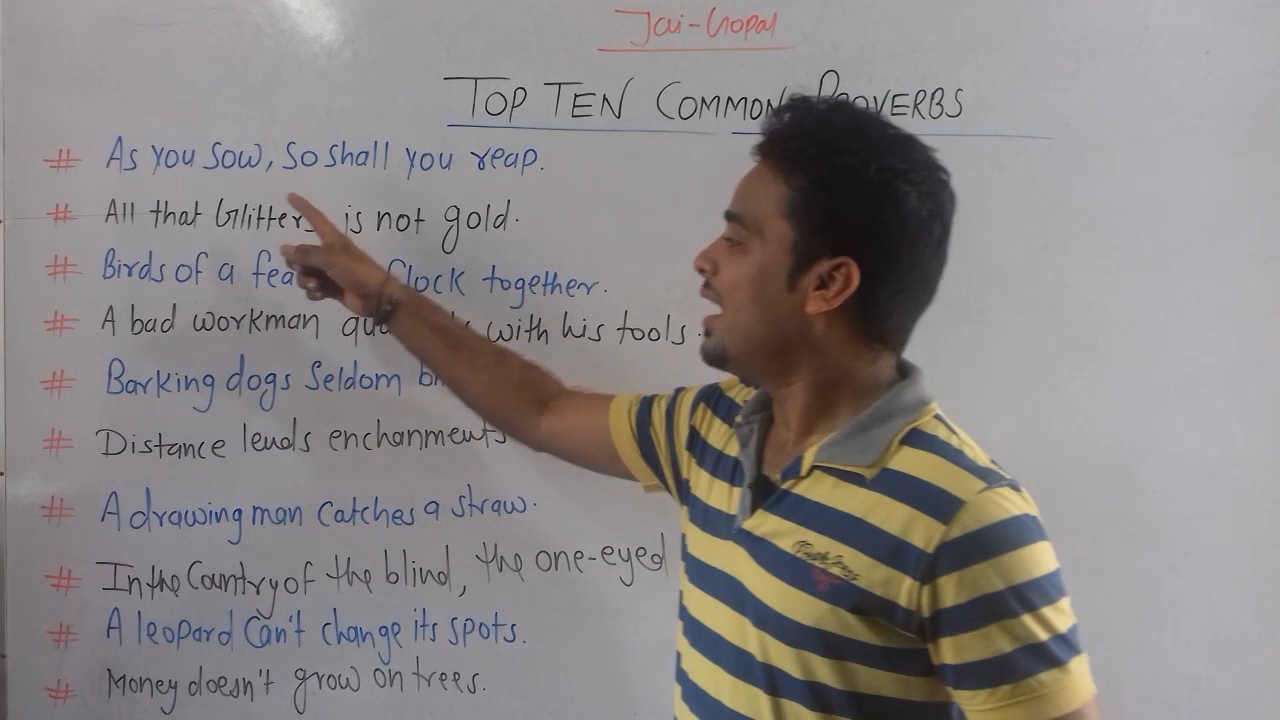 Jai-Gopal
TOP TEN COMMON PROVERBS
# As you sow, so shall you reap.
# All that Glitters is not gold.
# Birds of a flock together.
# A bad workman with his tools.
# Barking dogs Seldom
# Distance lends enchanments
# A drawing man catches a straw.
# In the Country of the blind, the one-eyed
# A leopard Can't change its spots.
# Money doesn't grow on trees.